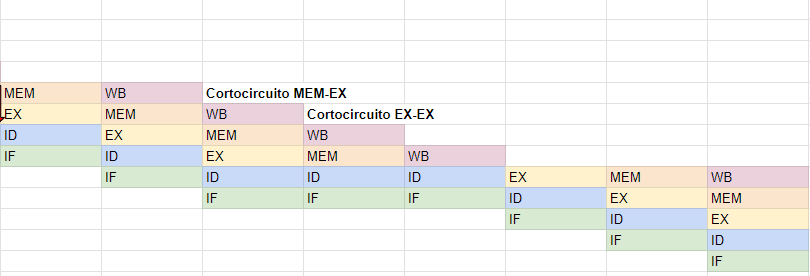 MEM WB Cortocircuito MEM-EX
EX MEM WB Cortocircuito EX-EX
ID EX MEM WB
IF ID EX MEM WB
IF ID ID ID EX MEM WB
IF IF IF ID EX MEM
IF ID EX
IF ID
IF